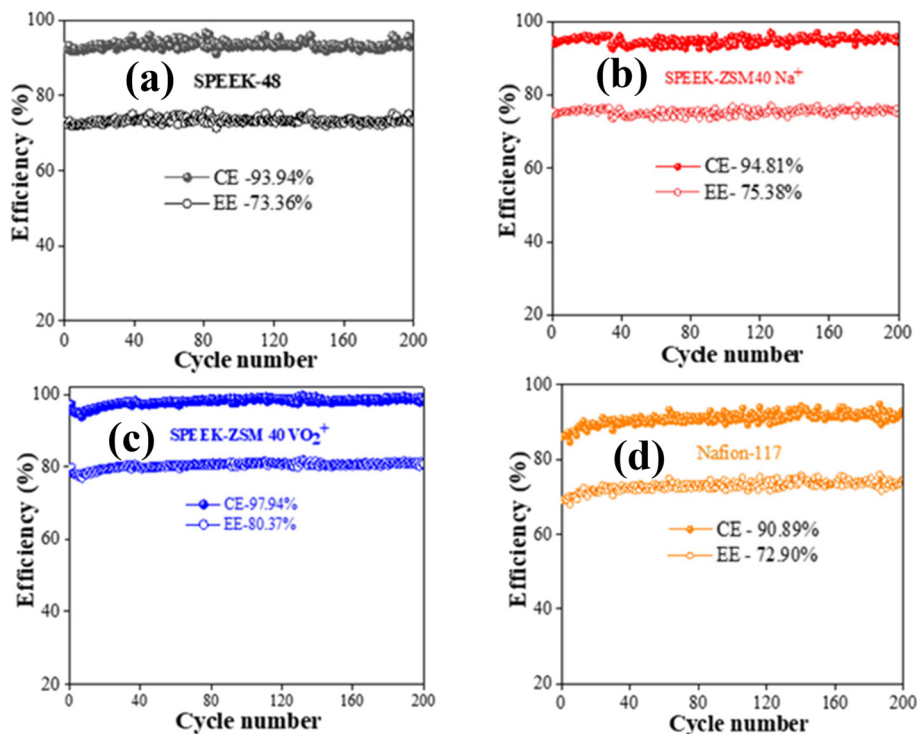 100
80
60
40
20
Efficiency (%)
(a)
SPEEK-48
CE -93.94%
EE -73.36%
0 40 80 120 160 200
Cycle number
100
80
60
40
20
Efficiency (%)
(b)
SPEEK-ZSM40 Na⁺
CE- 94.81%
EE- 75.38%
0 40 80 120 160 200
Cycle number
100
80
60
40
20
Efficiency (%)
SPEEK-ZSM 40 VO₂⁺
(c)
CE-97.94%
EE-80.37%
0 40 80 120 160 200
Cycle number
100
80
60
40
20
Efficiency (%)
(d)
Nafion-117
CE - 90.89%
EE - 72.90%
0 40 80 120 160 200
Cycle number